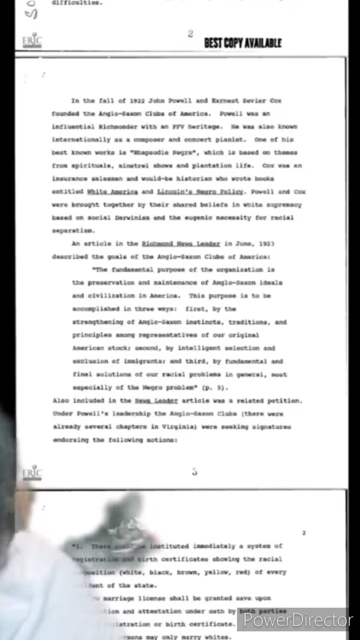 difficulties.
2
ERIC
BEST COPY AVAILABLE
In the fall of 1922 John Powell and Earnest Sevier Cox
founded the Anglo-Saxon Clubs of America. Powell was an
influential Richmonder with an FFV heritage. He was also known
internationally as a composer and concert pianist. One of his
best known works is "Rhapsodie Negre", which is based on themes
from spirituals, minstrel shows and plantation life. Cox was an
insurance salesman and would-be historian who wrote books
entitled White America and Lincoln's Negro Policy. Powell and Cox
were brought together by their shared beliefs in white supremacy
based on social Darwinism and the eugenic necessity for racial
separatism.
An article in the Richmond News Leader in June, 1923
described the goals of the Anglo-Saxon Clubs of America:
"The fundamental purpose of the organization is
the preservation and maintenance of Anglo-Saxon ideals
and civilization in America. This purpose is to be
accomplished in three ways: first, by the
strengthening of Anglo-Saxon instincts, traditions, and
principles among representatives of our original
American stock; second, by intelligent selection and
exclusion of immigrants; and third, by fundamental and
final solutions of our racial problems in general, most
especially of the Negro problem" (p. 5).
Also included in the News Leader article was a related petition.
Under Powell's leadership the Anglo-Saxon Clubs (there were
already several chapters in Virginia) were seeking signatures
endorsing the following motions:
ERIC
3
2
"1. There instituted immediately a system of
and birth certificates showing the racial
(white, black, brown, yellow, red) of every
of the state.
marriage license shall be granted save upon
and attestation under oath by both parties
or birth certificate.
may only marry whites.
PowerDirector